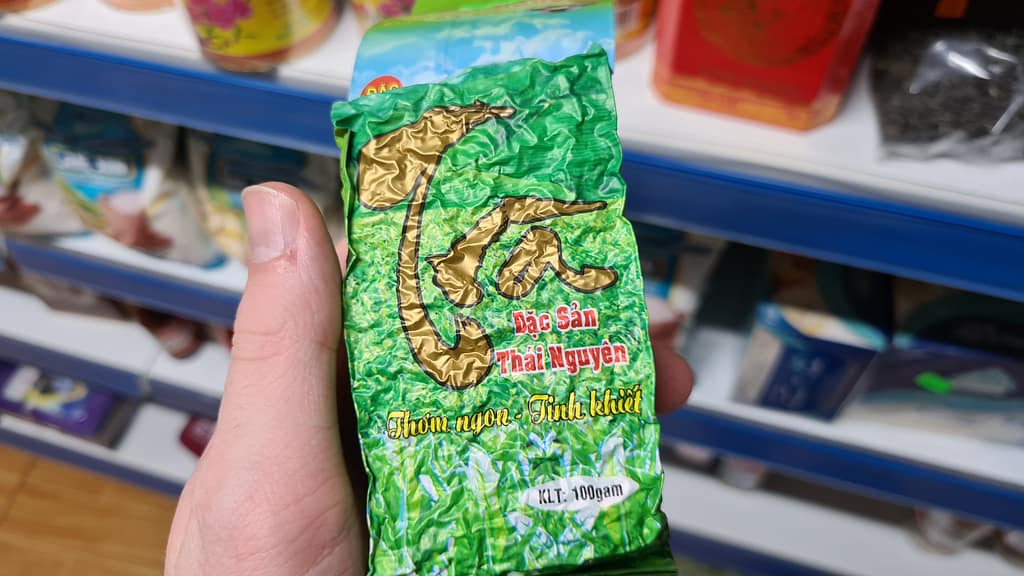 Trà
Đặc Sản
Thái Nguyên
Thơm ngon - Tinh khiết
KLT: 100gam